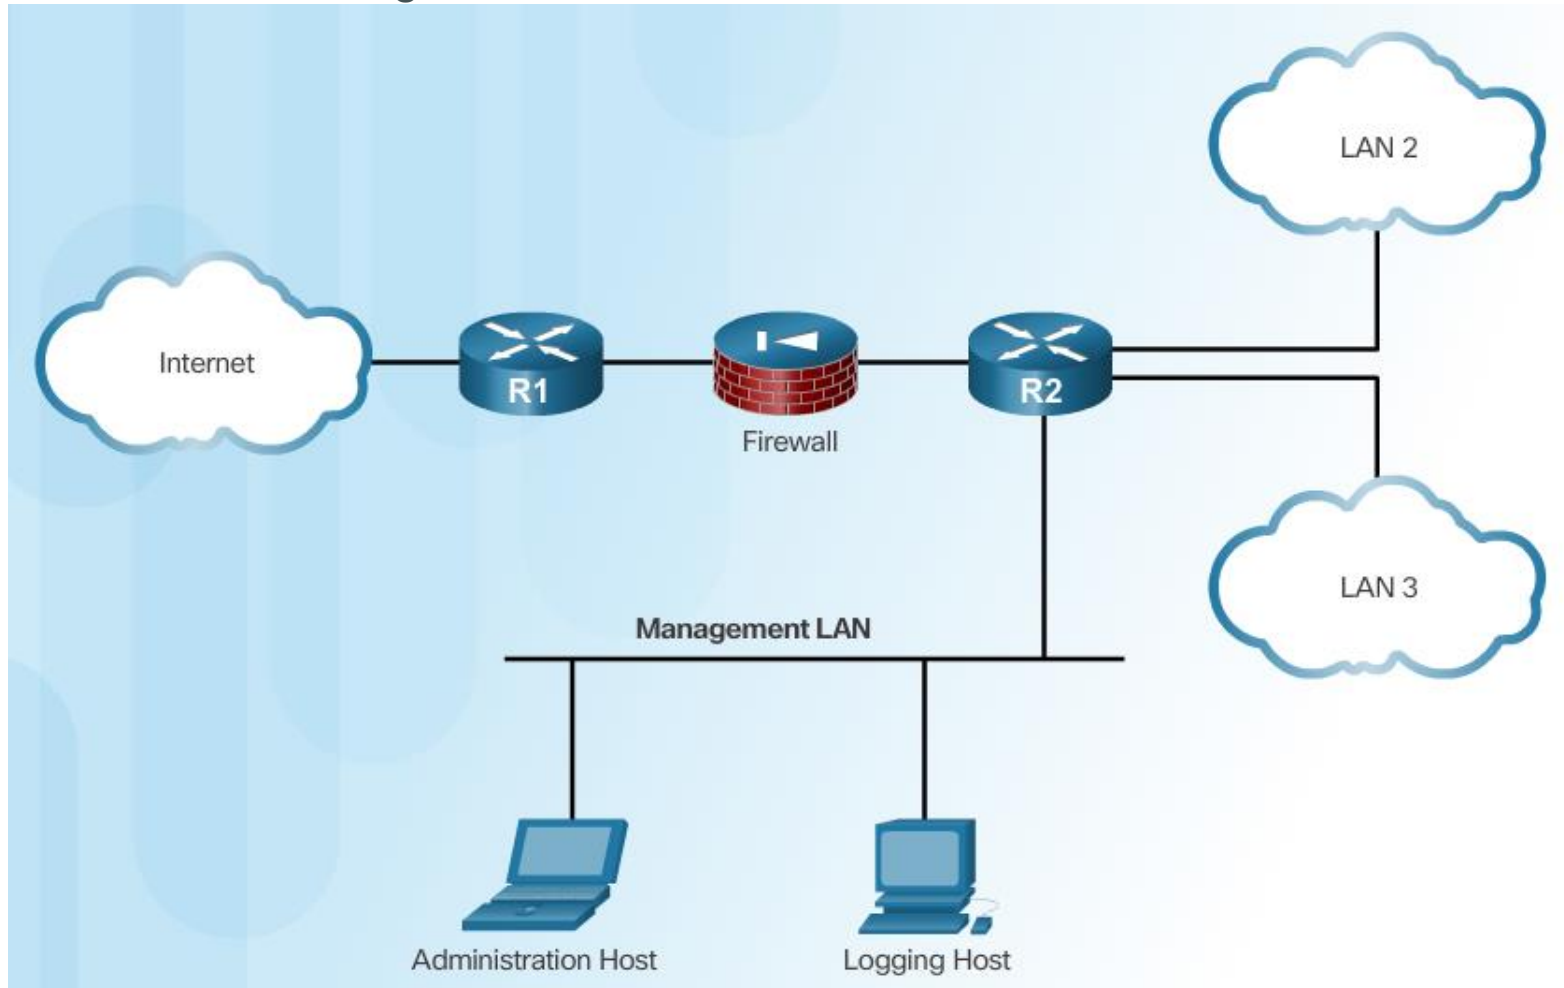 LAN 2
Internet
R1
R2
Firewall
LAN 3
Management LAN
Administration Host
Logging Host